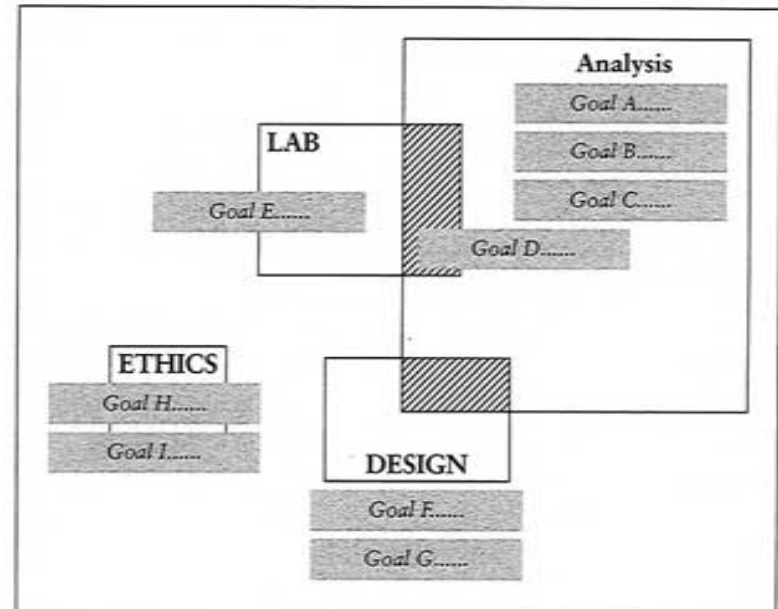 Analysis
Goal A......
LAB
Goal B......
Goal C......
Goal E......
Goal D......
ETHICS
Goal H......
Goal I......
DESIGN
Goal F......
Goal G......